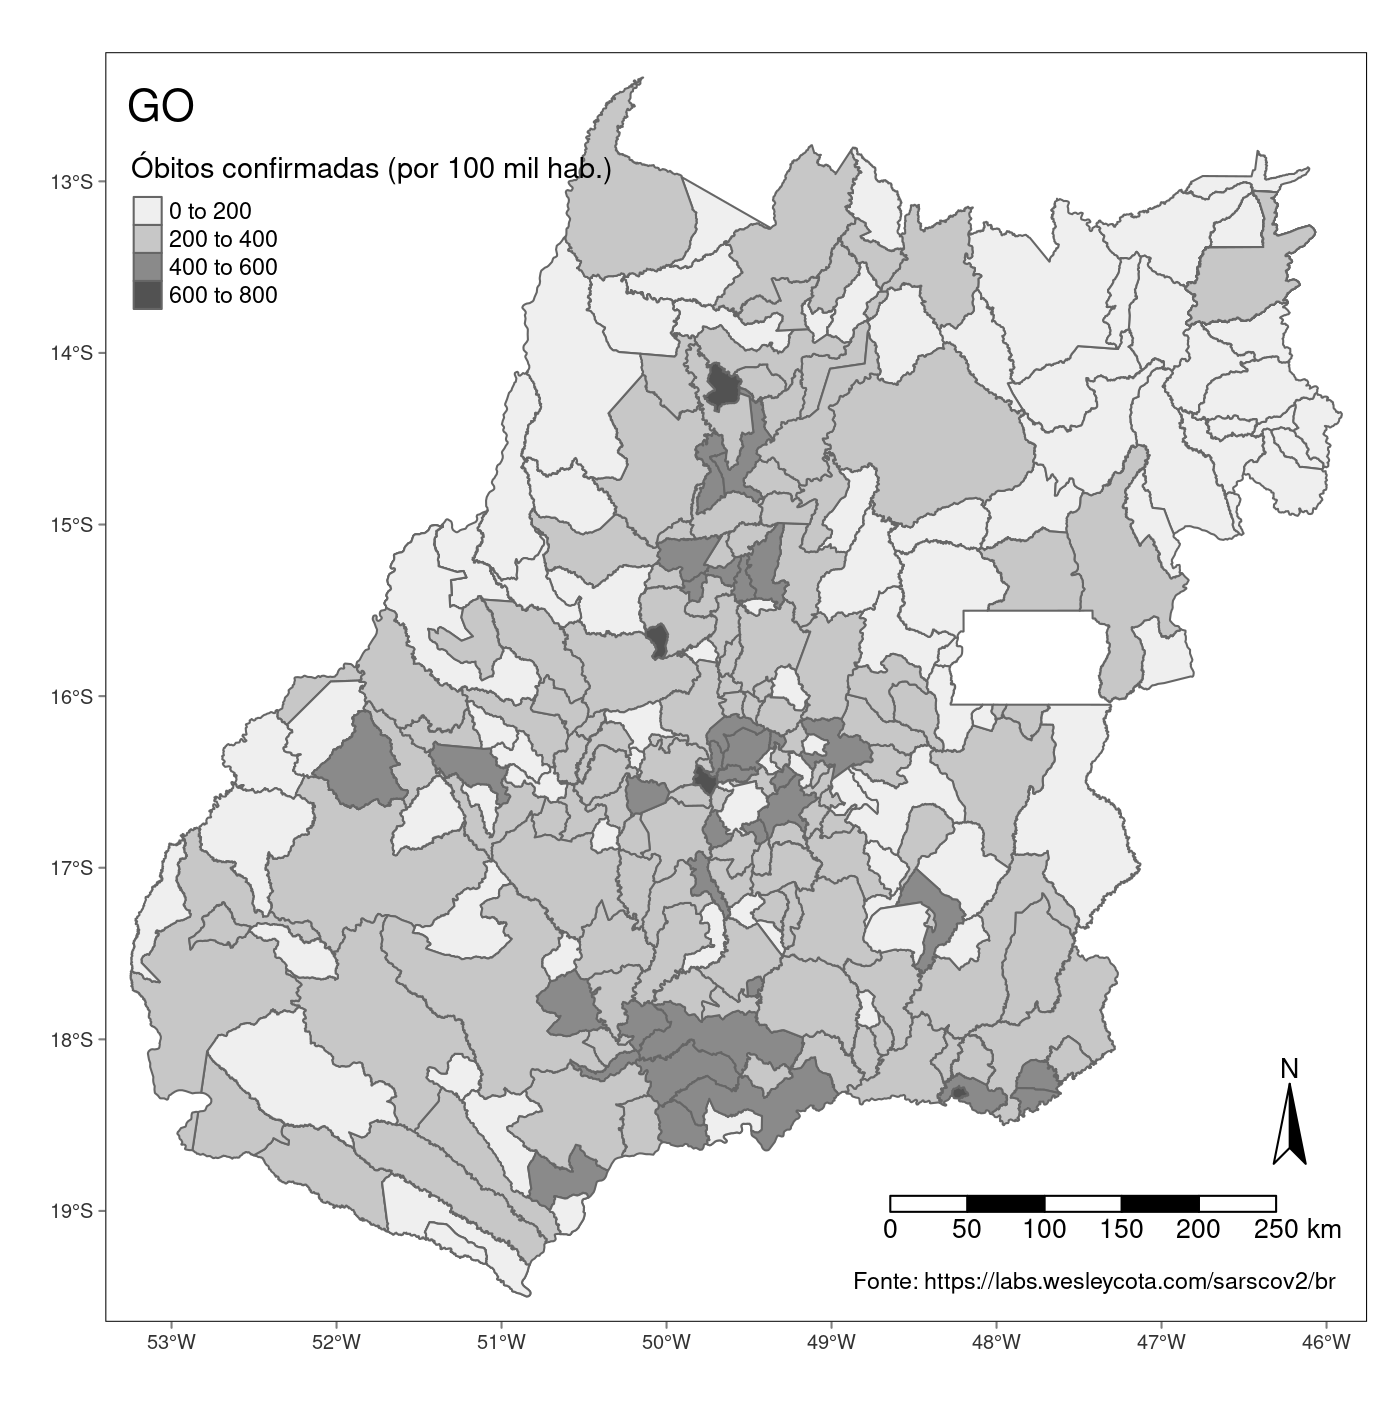 GO
Óbitos confirmadas (por 100 mil hab.)
0 to 200
200 to 400
400 to 600
600 to 800
13°S
14°S
15°S
16°S
17°S
18°S
19°S
N
0 50 100 150 200 250 km
Fonte: https://labs.wesleycota.com/sarscov2/br
53°W 52°W 51°W 50°W 49°W 48°W 47°W 46°W